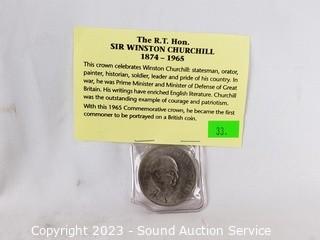 The R.T. Hon.
SIR WINSTON CHURCHILL
1874 – 1965
This crown celebrates Winston Churchill: statesman, orator,
painter, historian, soldier, leader and pride of his country. In
war, he was Prime Minister and Minister of Defense of Great
Britain. His writings have enriched English literature. Churchill
was the outstanding example of courage and patriotism.
With this 1965 Commemorative crown, he became the first
commoner to be portrayed on a British coin.
33.
Copyright 2023 - Sound Auction Service